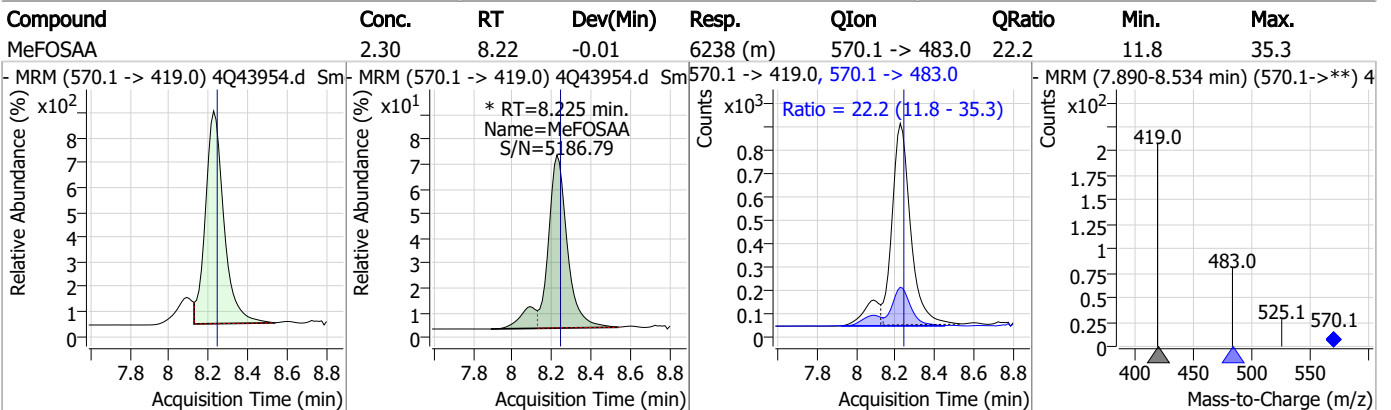 Compound Conc. RT Dev(Min) Resp. QIon QRatio Min. Max.
MeFOSAA 2.30 8.22 -0.01 6238 (m) 570.1 -> 483.0 22.2 11.8 35.3
- MRM (570.1 -> 419.0) 4Q43954.d Sm
x10²
Relative Abundance (%)
8
7
6
5
4
3
2
1
0
7.8 8 8.2 8.4 8.6 8.8
Acquisition Time (min)
- MRM (570.1 -> 419.0) 4Q43954.d Sm
x10¹
* RT=8.225 min.
Name=MeFOSAA
S/N=5186.79
Relative Abundance (%)
8
7
6
5
4
3
2
1
0
7.8 8 8.2 8.4 8.6 8.8
Acquisition Time (min)
570.1 -> 419.0, 570.1 -> 483.0
x10³
Ratio = 22.2 (11.8 - 35.3)
Counts
0.8
0.7
0.6
0.5
0.4
0.3
0.2
0.1
0
7.8 8 8.2 8.4 8.6 8.8
Acquisition Time (min)
- MRM (7.890-8.534 min) (570.1->**) 4
x10²
Counts
419.0
483.0
525.1
570.1
2
1.75
1.5
1.25
1
0.75
0.5
0.25
0
400 450 500 550
Mass-to-Charge (m/z)